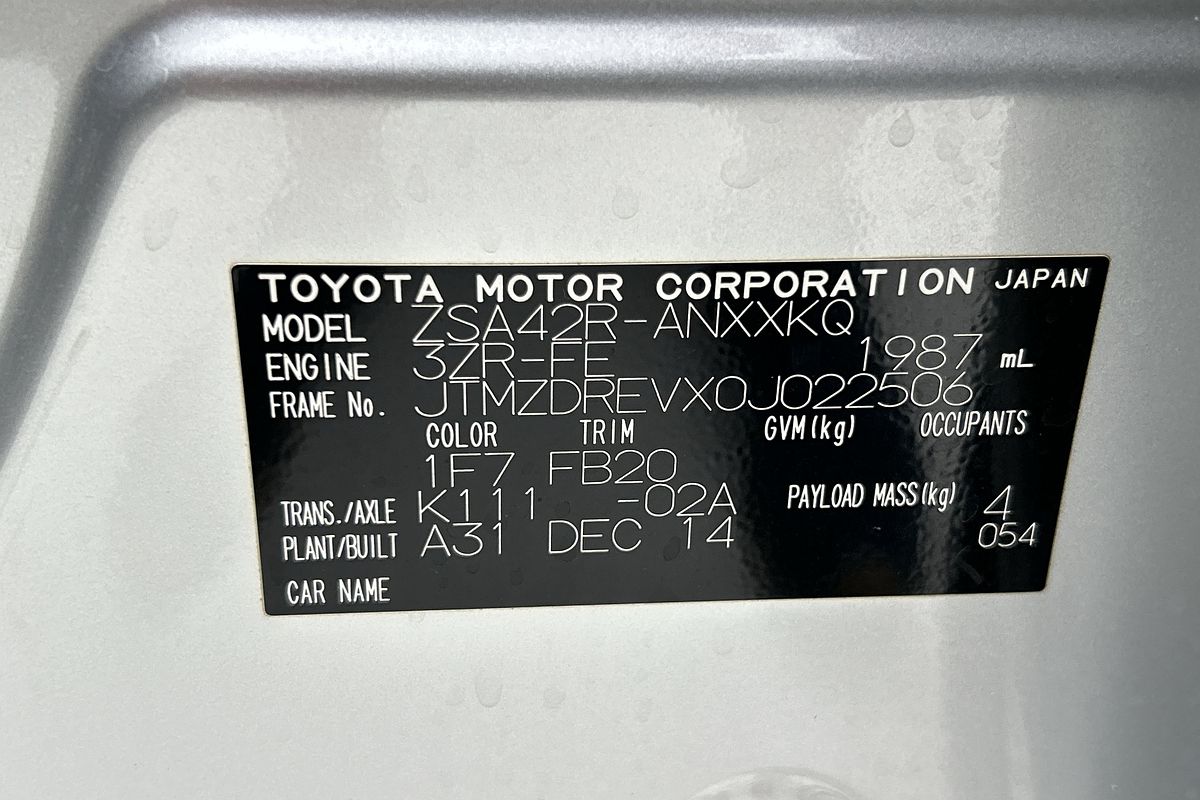 TOYOTA MOTOR CORPORATION JAPAN
MODEL ZSA42R-ANXXKQ
ENGINE 3ZR-FE 1987 mL
FRAME No. JTMZDREVX0J022506
COLOR TRIM GVM(kg) OCCUPANTS
1F7 FB20
TRANS./AXLE K111 -02A PAYLOAD MASS(kg) 4
PLANT/BUILT A31 DEC 14 054
CAR NAME